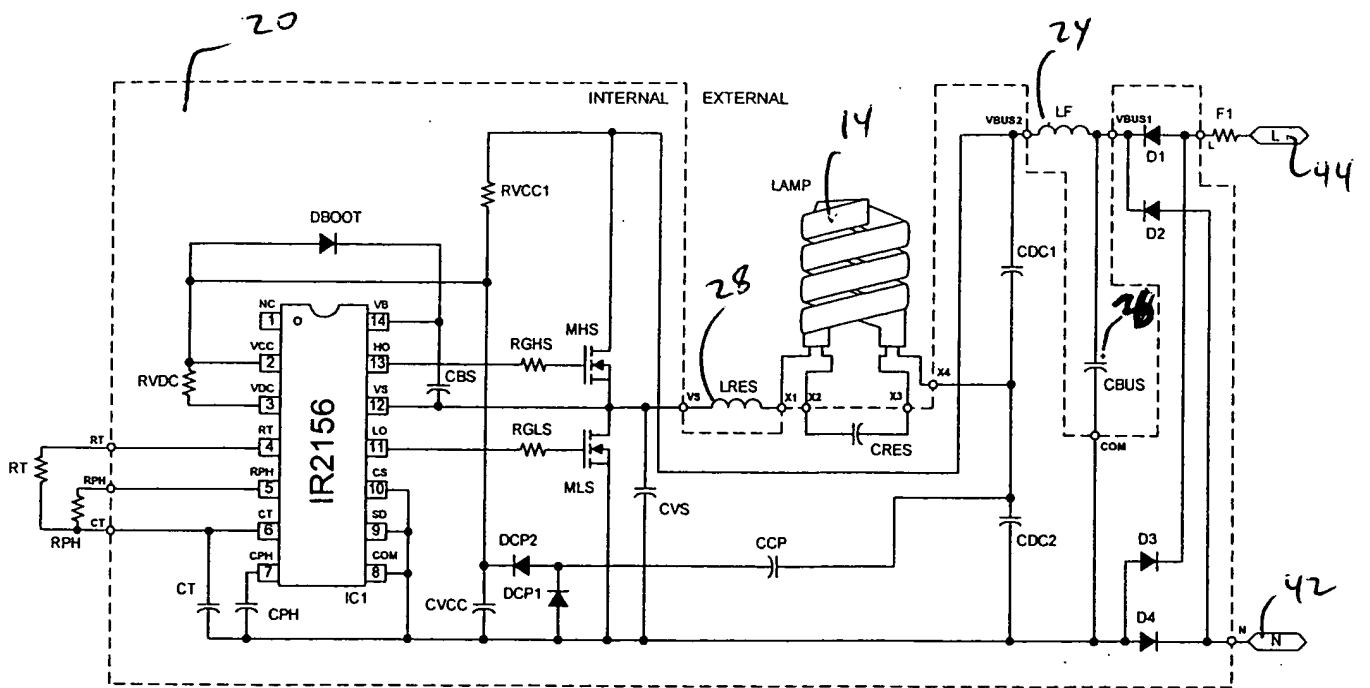 20
24
INTERNAL EXTERNAL
VBUS2 LF VBUS1 F1
L L
D1
44
14
LAMP
RVCC1
D2
DBOOT
CDC1
28
NC VB
1 14
MHS
VCC HO
2 13
RGHS
RVDC
CBS
CBUS
VDC VS
3 12
X4
VS LRES X1 X2 X3
RT LO
RT 4 11
RGLS
COM
CRES
RT
RPH CS
RPH 5 10
MLS
CVS
CT CT SD
6 9
RPH
CDC2
DCP2 CCP
D3
CPH COM
7 8
IR2156
IC1
DCP1
42
CT CPH CVCC
D4
N N